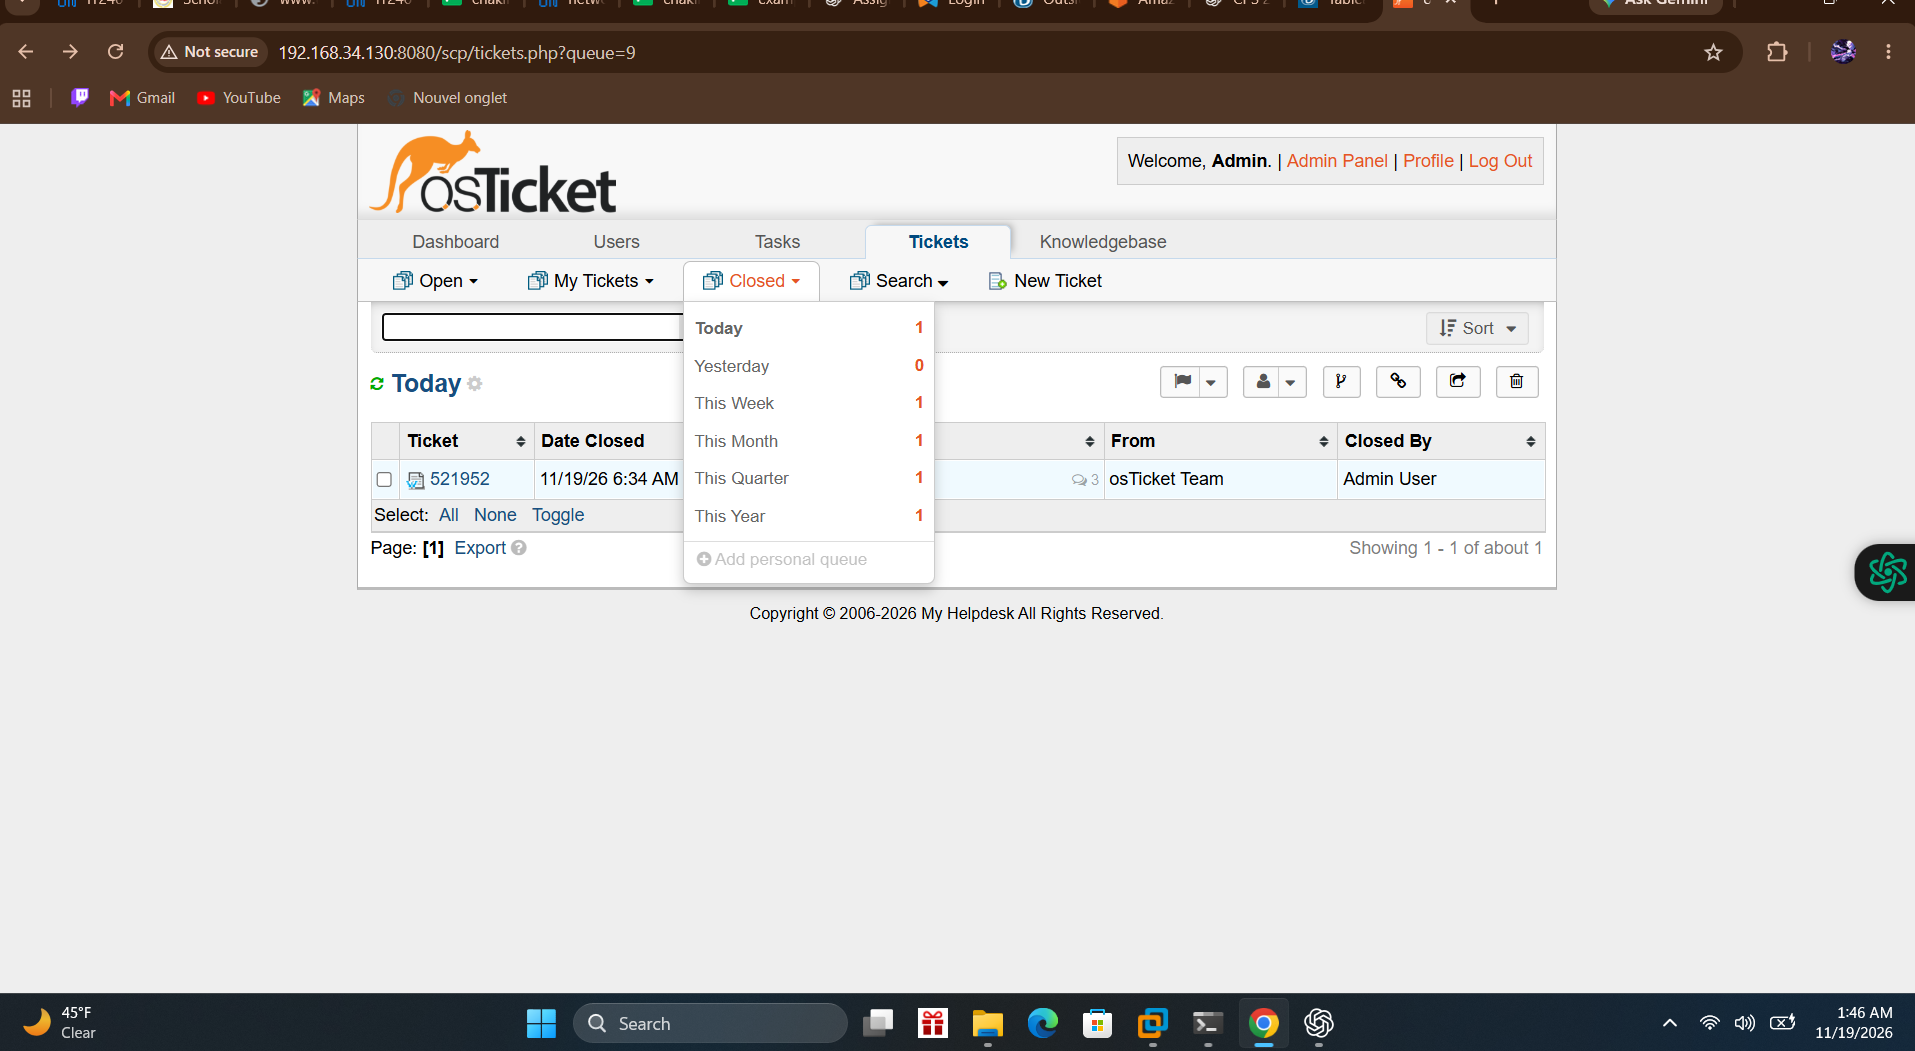 Not secure 192.168.34.130:8080/scp/tickets.php?queue=9
Gmail YouTube Maps Nouvel onglet
osTicket
Welcome, Admin. | Admin Panel | Profile | Log Out
Dashboard Users Tasks Tickets Knowledgebase
Open My Tickets Closed Search New Ticket
Today 1
Sort
Yesterday 0
Today
This Week 1
Ticket Date Closed This Month 1 From Closed By
521952 11/19/26 6:34 AM This Quarter 1 3 osTicket Team Admin User
Select: All None Toggle This Year 1
Page: [1] Export Showing 1 - 1 of about 1
Add personal queue
Copyright © 2006-2026 My Helpdesk All Rights Reserved.
45°F
Clear
Search
1:46 AM
11/19/2026